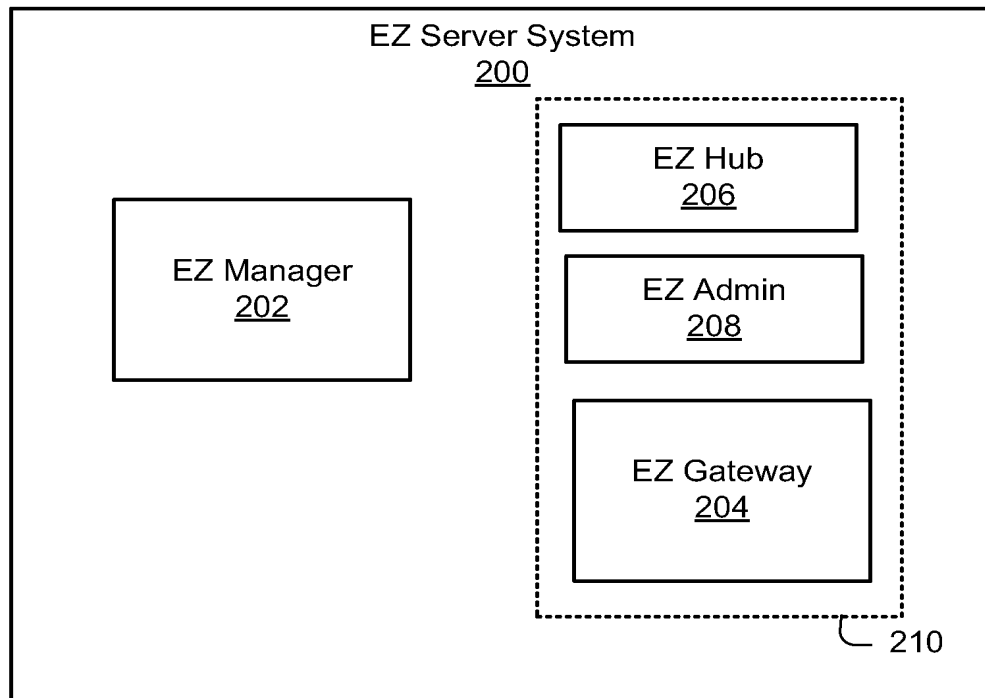 EZ Server System
200
EZ Hub
206
EZ Manager
202
EZ Admin
208
EZ Gateway
204
210